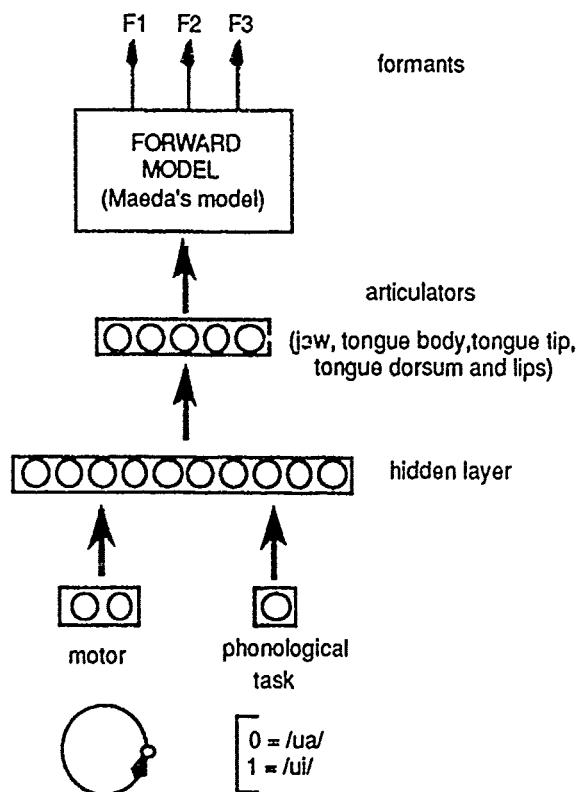 F1 F2 F3
formants
FORWARD
MODEL
(Maeda's model)
articulators
(jaw, tongue body,tongue tip,
tongue dorsum and lips)
hidden layer
motor
phonological
task
0 = /ua/
1 = /ui/